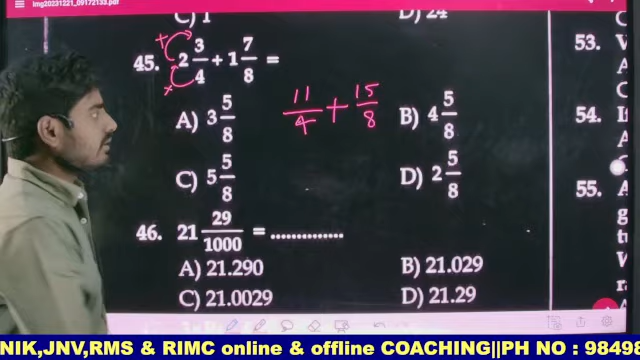 img20231221_09172133.pdf
C) 1 D) 24
45. 2 3/4 + 1 7/8 =
11/4 + 15/8
A) 3 5/8 B) 4 5/8
C) 5 5/8 D) 2 5/8
46. 21 29/1000 = ..............
A) 21.290 B) 21.029
C) 21.0029 D) 21.29
53.
54.
55.
NIK,JNV,RMS & RIMC online & offline COACHING||PH NO : 98498